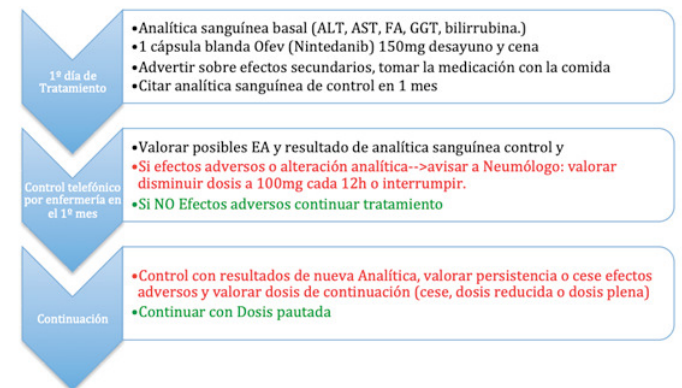 1º día de
Tratamiento
•Analítica sanguínea basal (ALT, AST, FA, GGT, bilirrubina.)
•1 cápsula blanda Ofev (Nintedanib) 150mg desayuno y cena
•Advertir sobre efectos secundarios, tomar la medicación con la comida
•Citar analítica sanguínea de control en 1 mes
Control telefónico
por enfermería en
el 1º mes
•Valorar posibles EA y resultado de analítica sanguínea control y
•Si efectos adversos o alteración analítica-->avisar a Neumólogo: valorar
disminuir dosis a 100mg cada 12h o interrumpir.
•Si NO Efectos adversos continuar tratamiento
Continuación
•Control con resultados de nueva Analítica, valorar persistencia o cese efectos
adversos y valorar dosis de continuación (cese, dosis reducida o dosis plena)
•Continuar con Dosis pautada